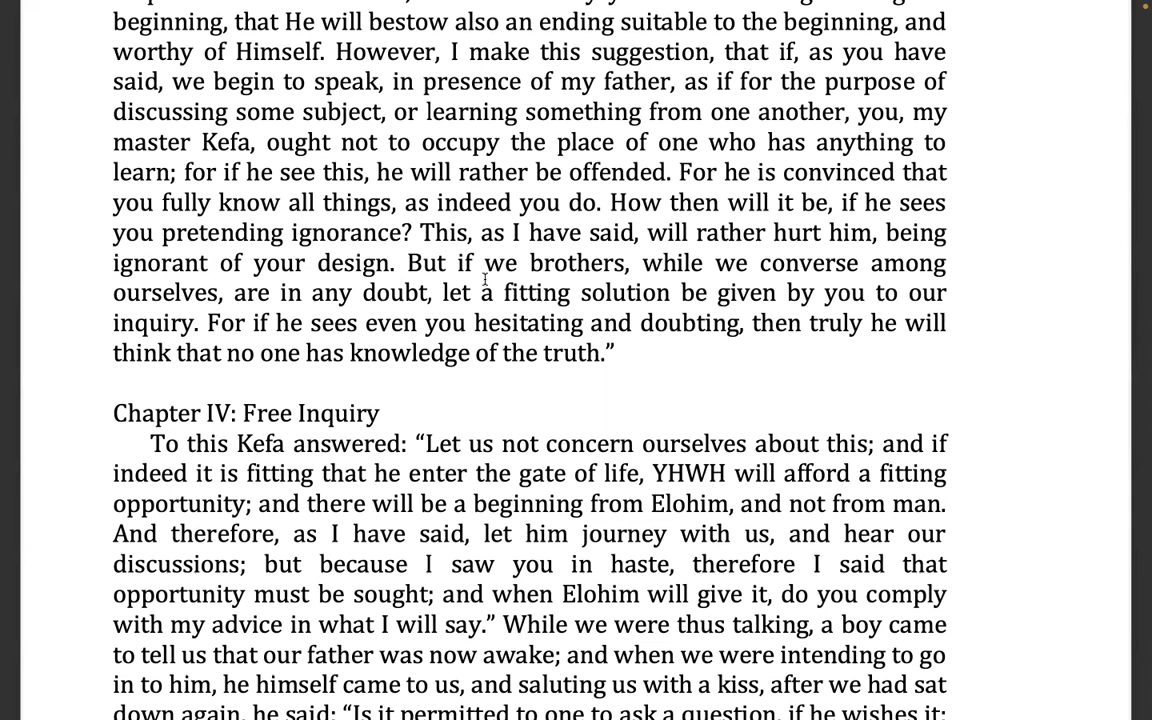 beginning, that He will bestow also an ending suitable to the beginning, and
worthy of Himself. However, I make this suggestion, that if, as you have
said, we begin to speak, in presence of my father, as if for the purpose of
discussing some subject, or learning something from one another, you, my
master Kefa, ought not to occupy the place of one who has anything to
learn; for if he see this, he will rather be offended. For he is convinced that
you fully know all things, as indeed you do. How then will it be, if he sees
you pretending ignorance? This, as I have said, will rather hurt him, being
ignorant of your design. But if we brothers, while we converse among
ourselves, are in any doubt, let a fitting solution be given by you to our
inquiry. For if he sees even you hesitating and doubting, then truly he will
think that no one has knowledge of the truth.”
Chapter IV: Free Inquiry
To this Kefa answered: “Let us not concern ourselves about this; and if
indeed it is fitting that he enter the gate of life, YHWH will afford a fitting
opportunity; and there will be a beginning from Elohim, and not from man.
And therefore, as I have said, let him journey with us, and hear our
discussions; but because I saw you in haste, therefore I said that
opportunity must be sought; and when Elohim will give it, do you comply
with my advice in what I will say.” While we were thus talking, a boy came
to tell us that our father was now awake; and when we were intending to go
in to him, he himself came to us, and saluting us with a kiss, after we had sat
down again, he said: “Is it permitted to one to ask a question, if he wishes it;